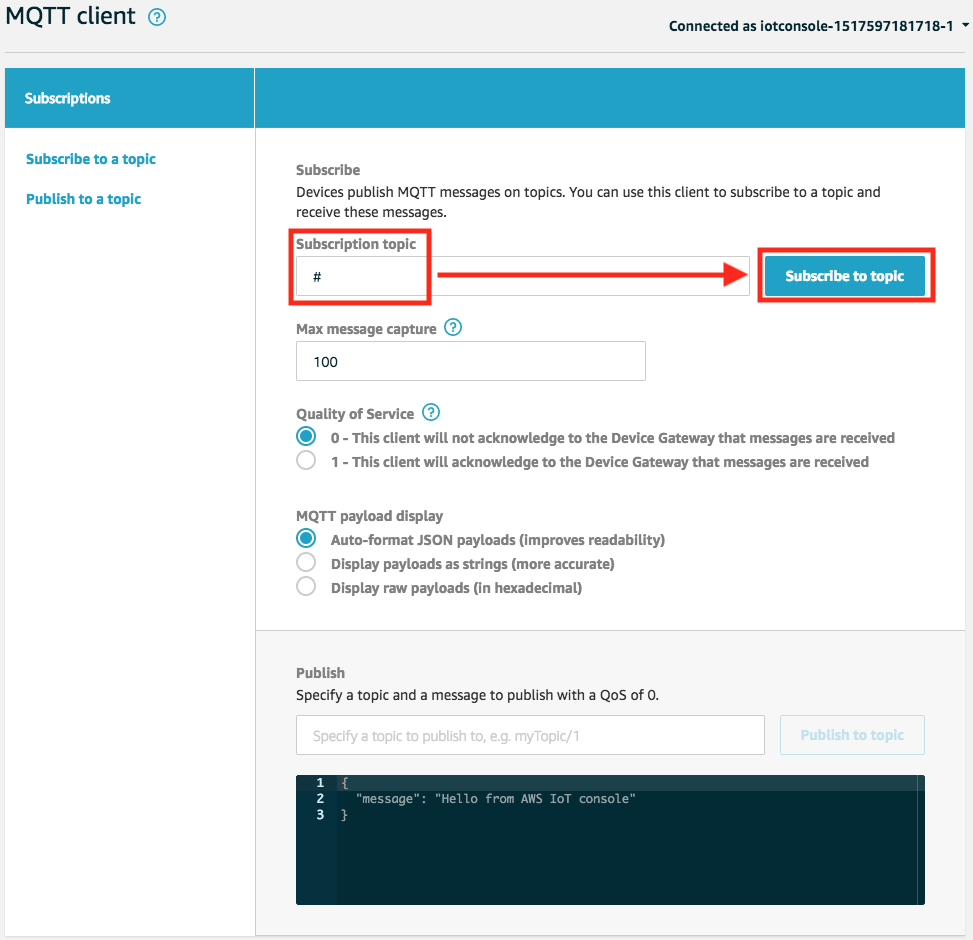 MQTT client ?
Connected as iotconsole-1517597181718-1
Subscriptions
Subscribe to a topic
Publish to a topic
Subscribe
Devices publish MQTT messages on topics. You can use this client to subscribe to a topic and
receive these messages.
Subscription topic
#
Subscribe to topic
Max message capture ?
100
Quality of Service ?
0 - This client will not acknowledge to the Device Gateway that messages are received
1 - This client will acknowledge to the Device Gateway that messages are received
MQTT payload display
Auto-format JSON payloads (improves readability)
Display payloads as strings (more accurate)
Display raw payloads (in hexadecimal)
Publish
Specify a topic and a message to publish with a QoS of 0.
Specify a topic to publish to, e.g. myTopic/1
Publish to topic
1 {
2 "message": "Hello from AWS IoT console"
3 }